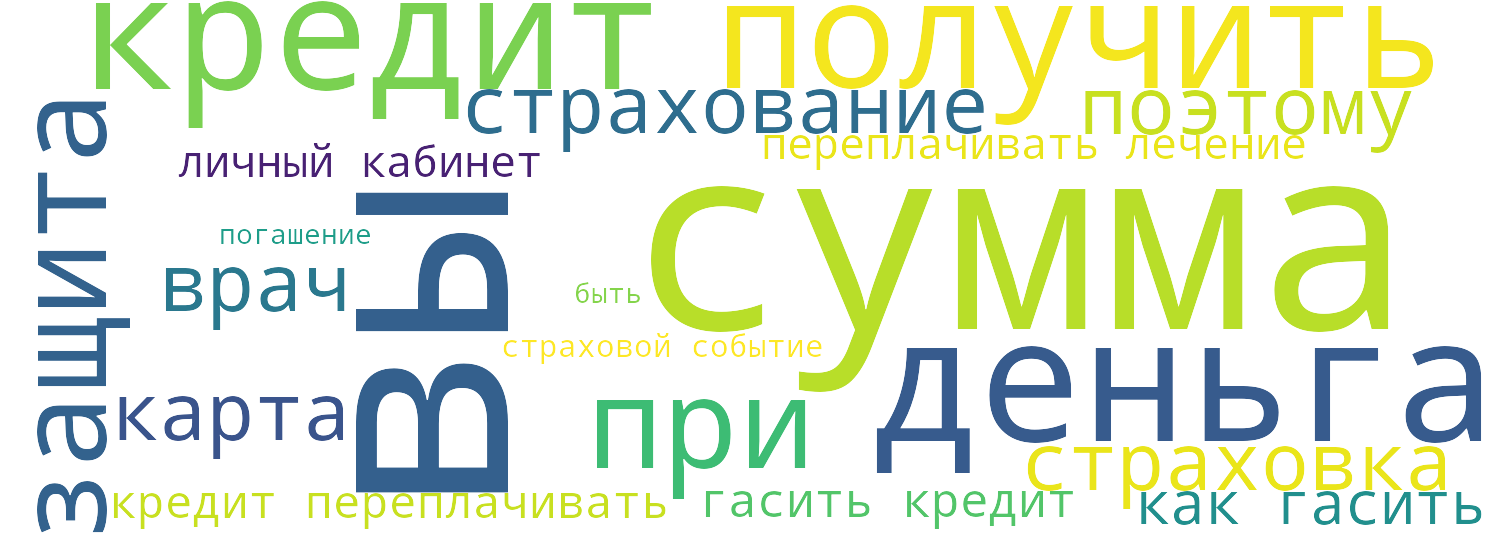 кредит получить
страхование поэтому
переплачивать лечение
личный кабинет
защита
вы
сумма
погашение
врач
быть
страховой событие
деньга
карта
при
страховка
кредит переплачивать
гасить кредит
как гасить